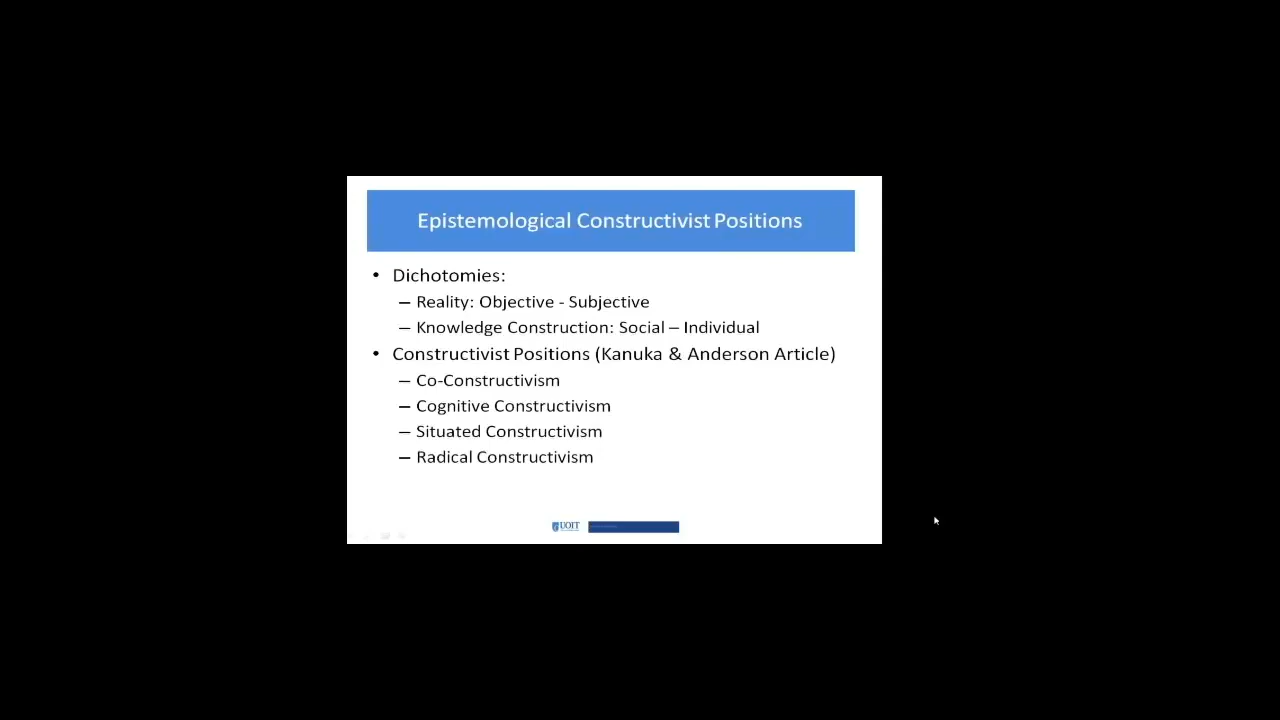 Epistemological Constructivist Positions
• Dichotomies:
– Reality: Objective - Subjective
– Knowledge Construction: Social – Individual
• Constructivist Positions (Kanuka & Anderson Article)
– Co-Constructivism
– Cognitive Constructivism
– Situated Constructivism
– Radical Constructivism
UOIT